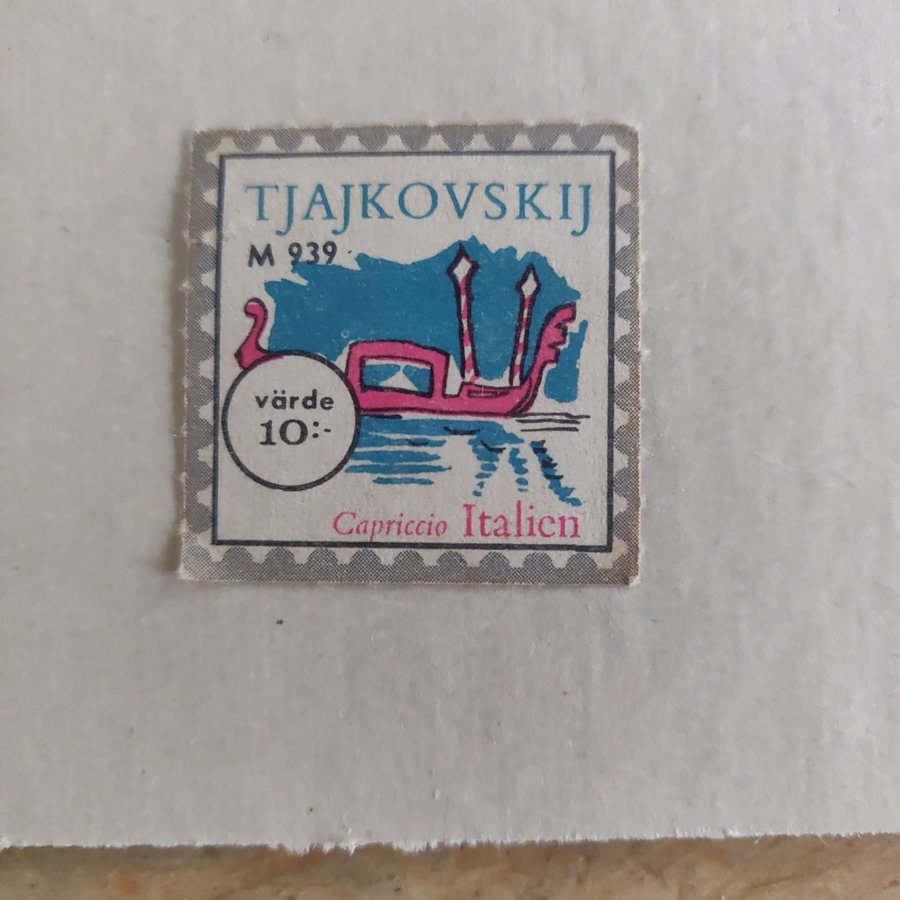 TJAJKOVSKIJ
M 939
värde
10:-
Capriccio Italien